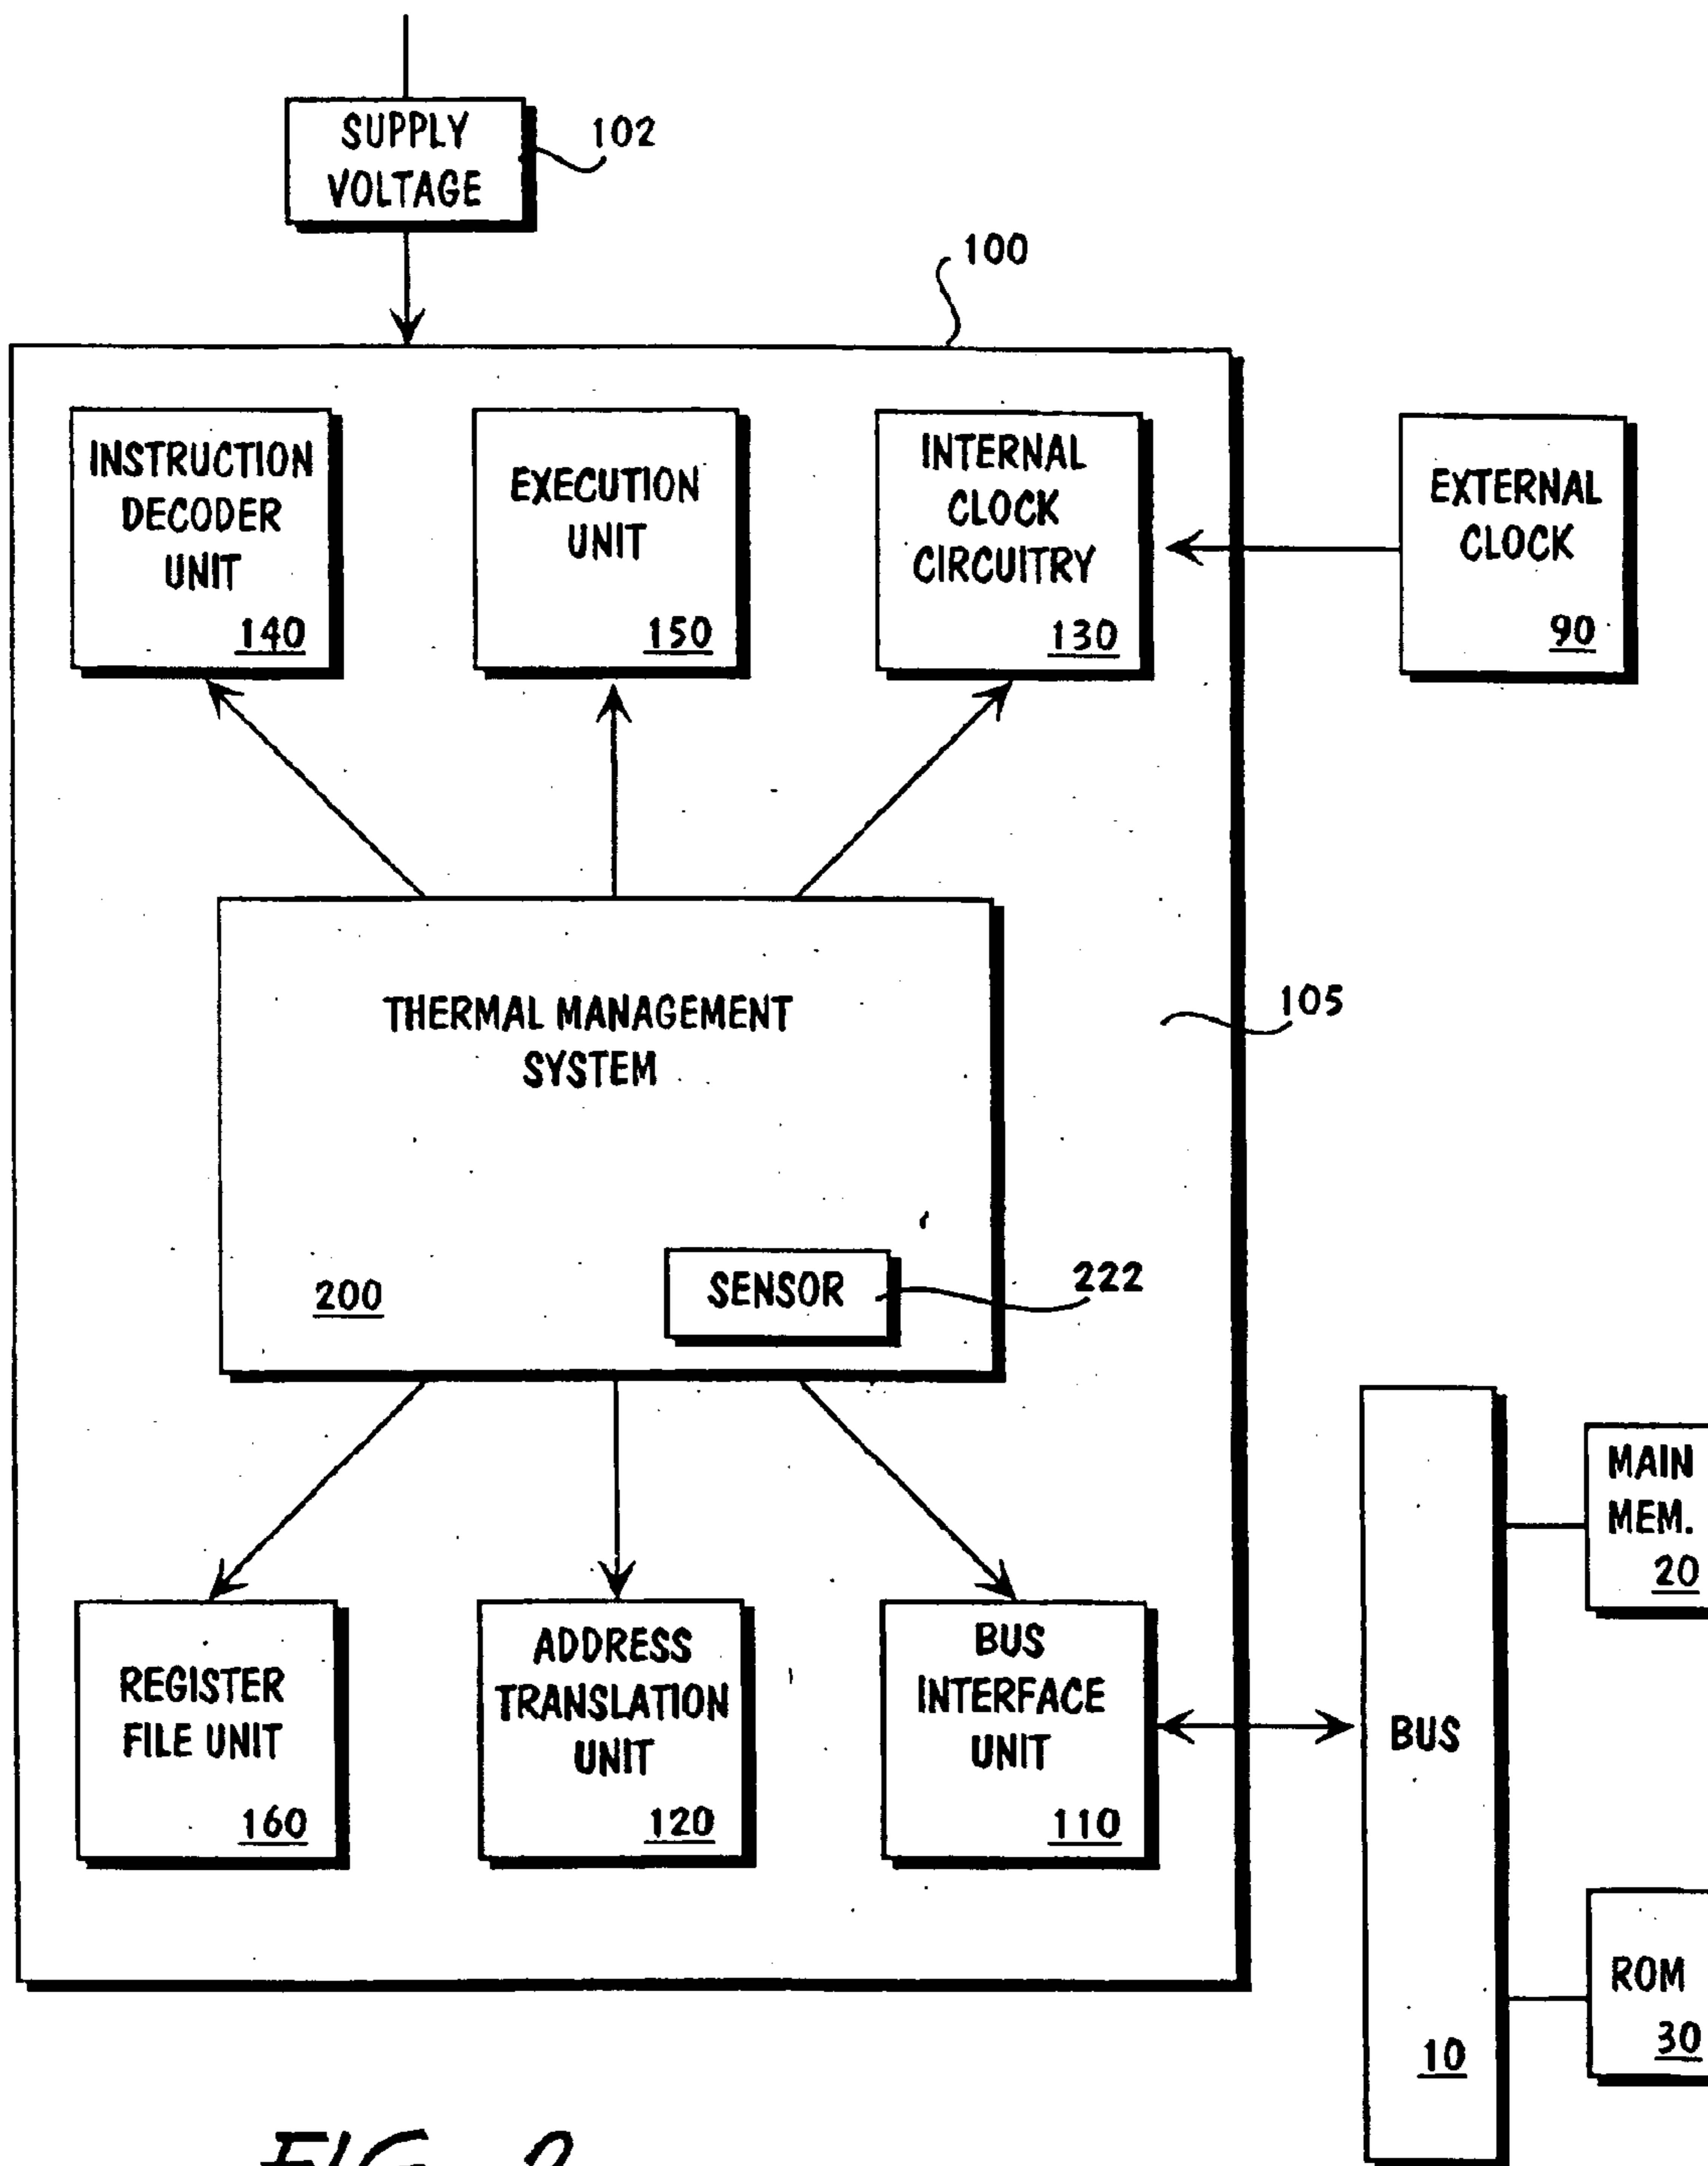 SUPPLY
VOLTAGE
102
100
INSTRUCTION
DECODER
UNIT
140
EXECUTION
UNIT
150
INTERNAL
CLOCK
CIRCUITRY
130
EXTERNAL
CLOCK
90
THERMAL MANAGEMENT
SYSTEM
105
200
SENSOR
222
MAIN
MEM.
20
REGISTER
FILE UNIT
160
ADDRESS
TRANSLATION
UNIT
120
BUS
INTERFACE
UNIT
110
BUS
10
ROM
30
FIG. 2